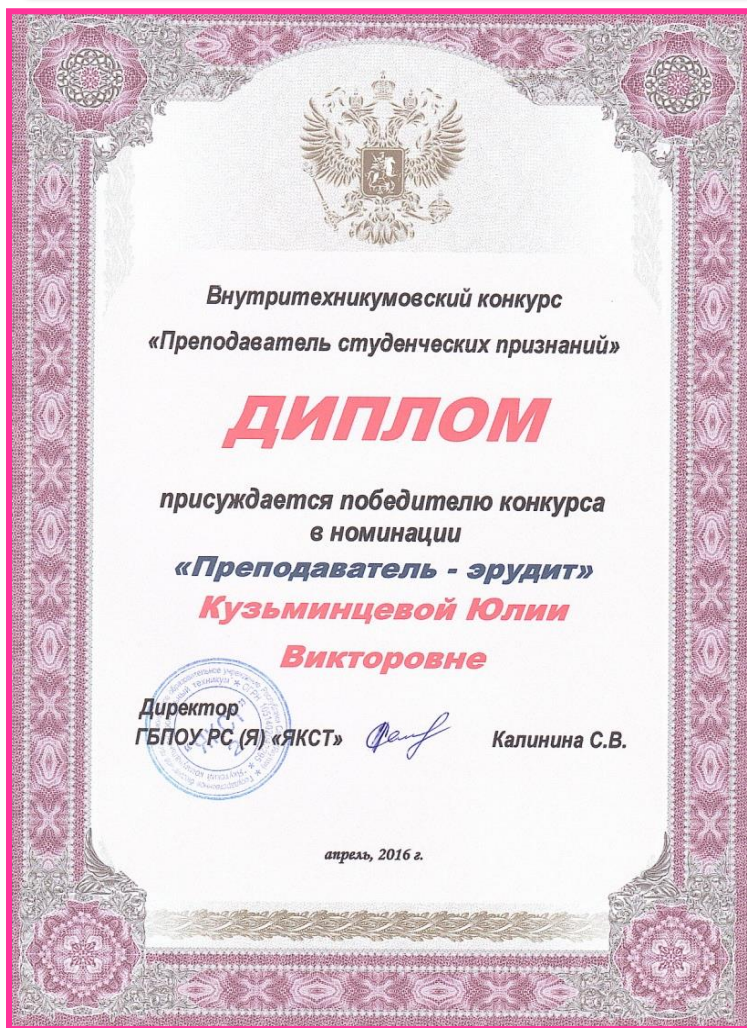 Внутритехникумовский конкурс
«Преподаватель студенческих признаний»
ДИПЛОМ
присуждается победителю конкурса
в номинации
«Преподаватель - эрудит»
Кузьминцевой Юлии
Викторовне
Директор
ГБПОУ РС (Я) «ЯКСТ» Калинина С.В.
апрель, 2016 г.